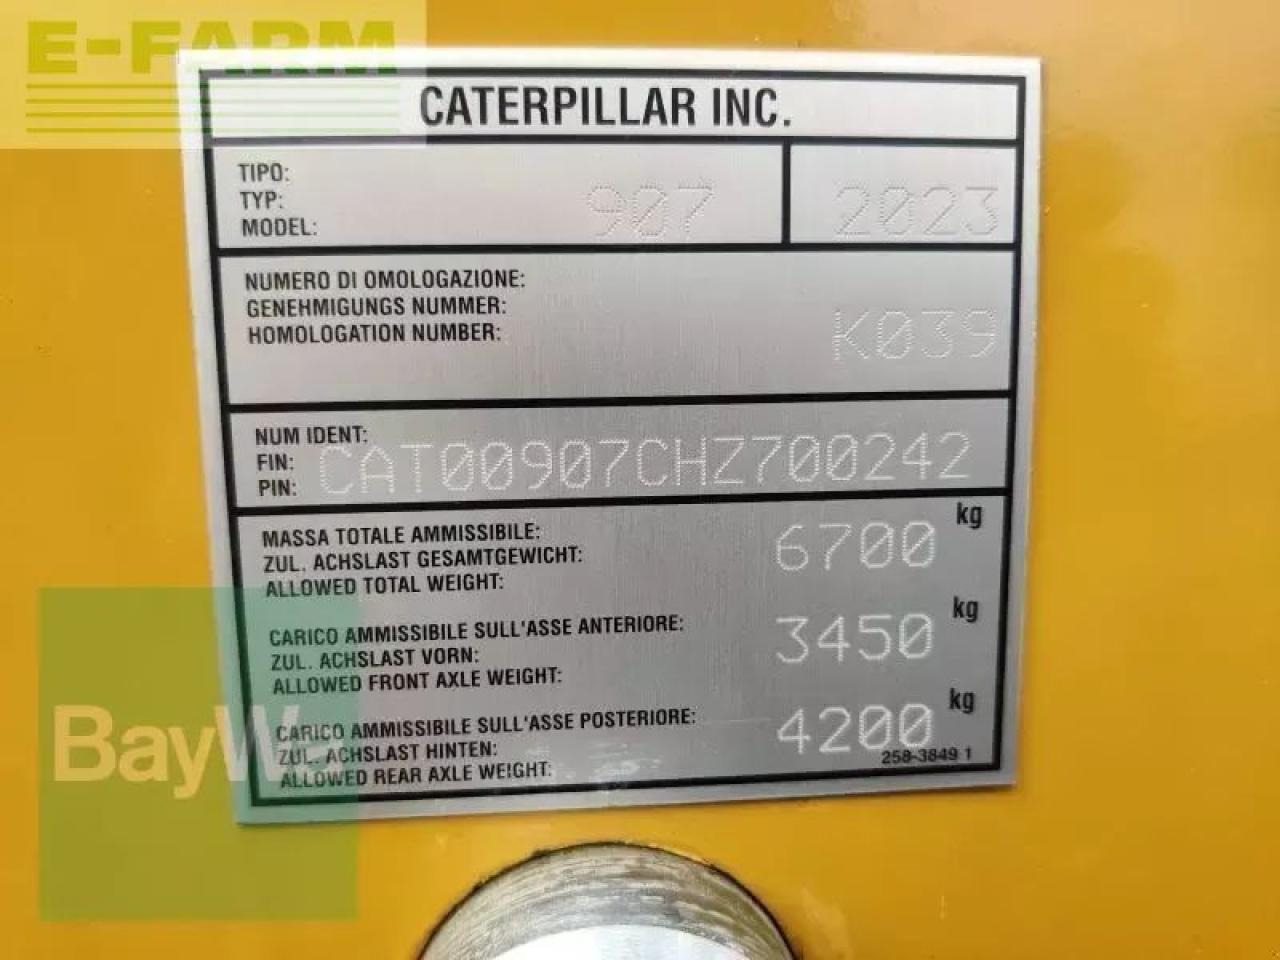 E-FARM
CATERPILLAR INC.
TIPO:
TYP:
MODEL: 907 2023
NUMERO DI OMOLOGAZIONE:
GENEHMIGUNGS NUMMER:
HOMOLOGATION NUMBER: K039
NUM IDENT:
FIN: CAT00907CHZ700242
PIN:
MASSA TOTALE AMMISSIBILE: kg
ZUL. ACHSLAST GESAMTGEWICHT: 6700
ALLOWED TOTAL WEIGHT:
CARICO AMMISSIBILE SULL'ASSE ANTERIORE: kg
ZUL. ACHSLAST VORN: 3450
ALLOWED FRONT AXLE WEIGHT:
CARICO AMMISSIBILE SULL'ASSE POSTERIORE: kg
ZUL. ACHSLAST HINTEN: 4200
ALLOWED REAR AXLE WEIGHT: 258-3849 1
BayWa